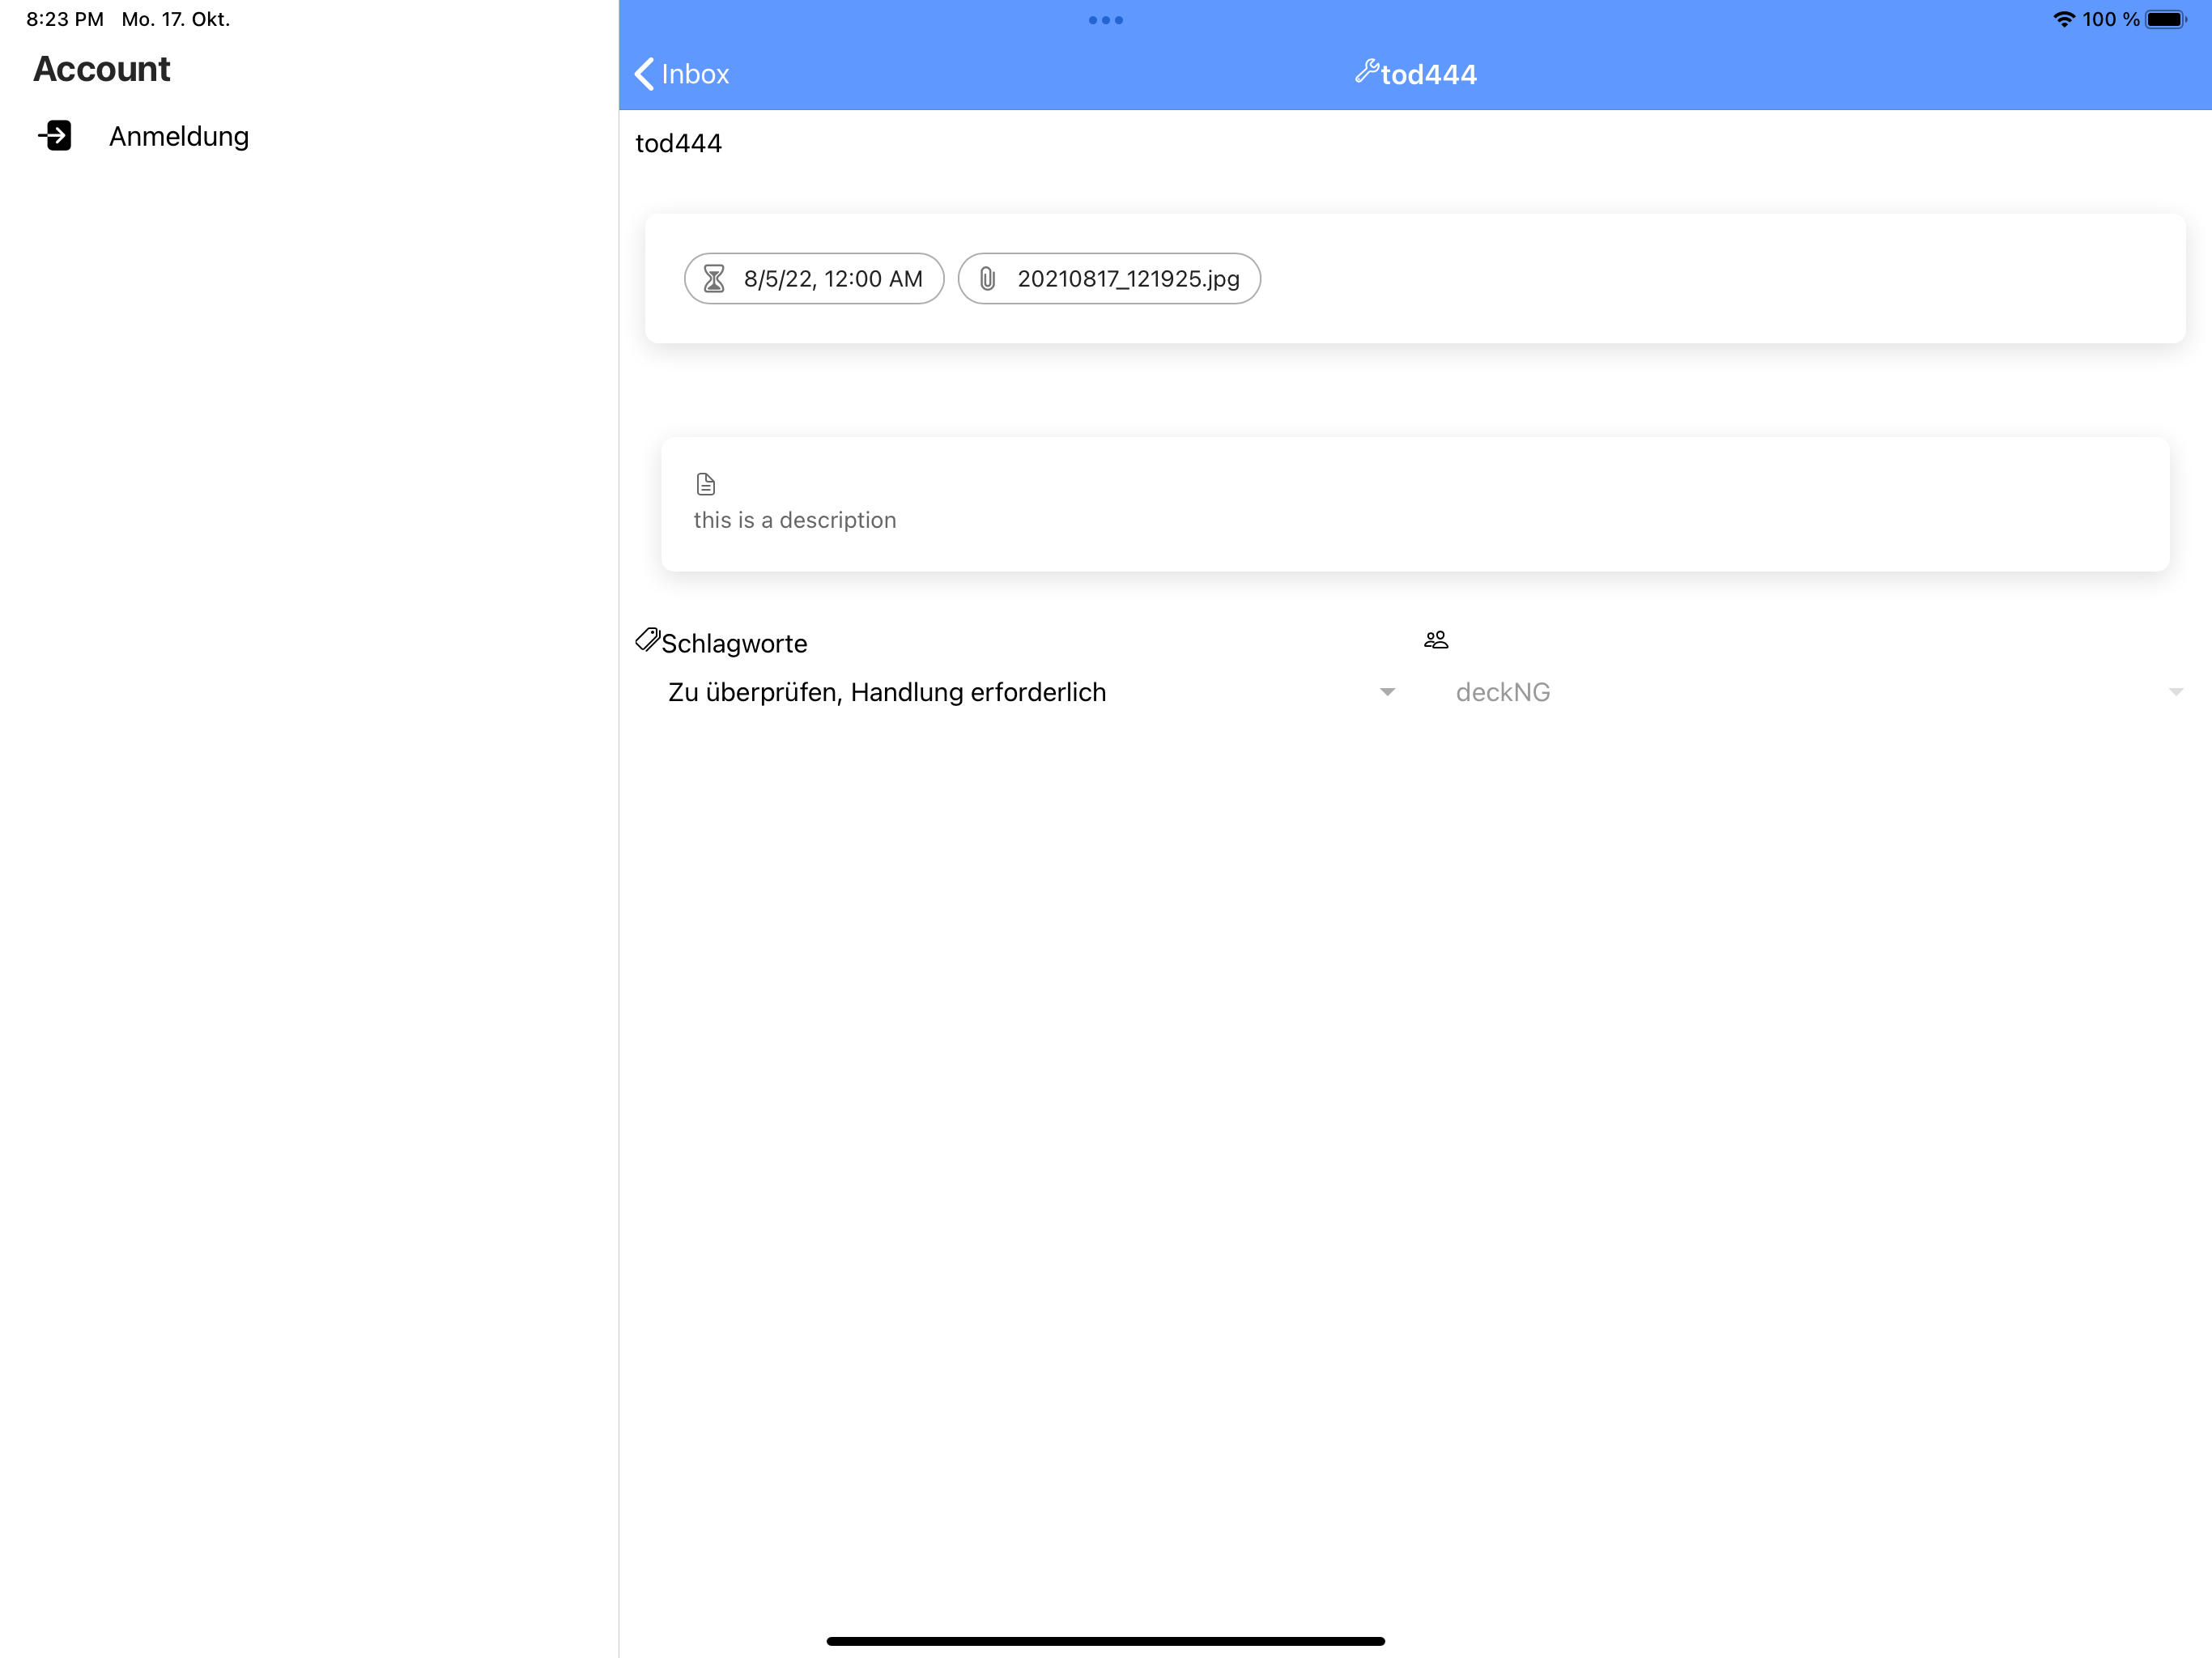 8:23 PM Mo. 17. Okt.
100 %
Account
Anmeldung
Inbox
tod444
tod444
8/5/22, 12:00 AM
20210817_121925.jpg
this is a description
Schlagworte
Zu überprüfen, Handlung erforderlich
deckNG